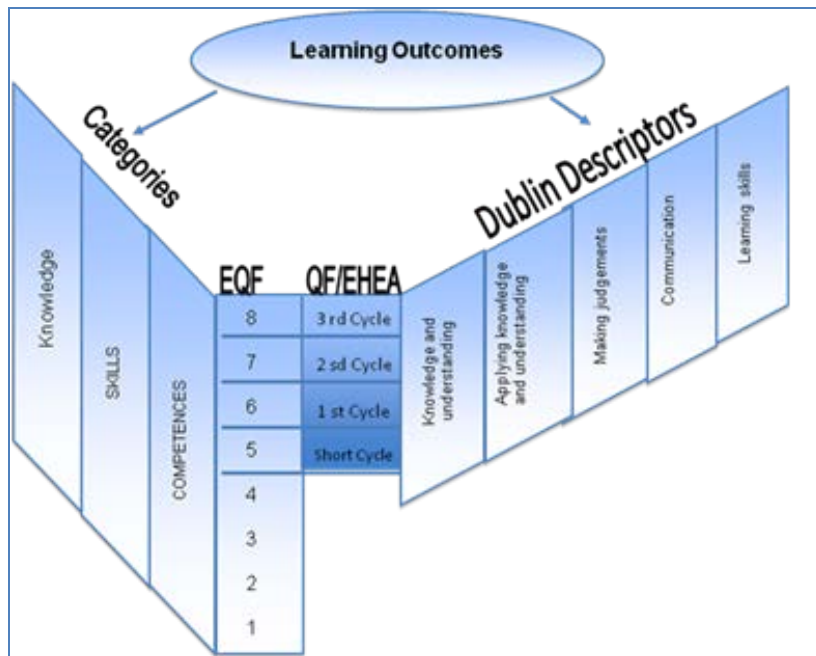 Learning Outcomes
Categories
Dublin Descriptors
Knowledge
SKILLS
COMPETENCES
EQF
QF/EHEA
8
3 rd Cycle
7
2 sd Cycle
6
1 st Cycle
5
Short Cycle
4
3
2
1
Knowledge and
understanding
Applying knowledge
and understanding
Making judgements
Communication
Learning skills